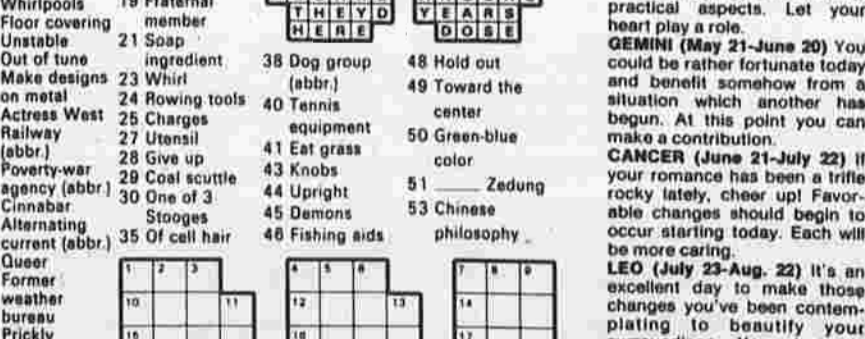 Whirlpools
Floor covering
Unstable
Out of tune
Make designs
on metal
Actress West
Railway
(abbr.)
Poverty-war
agency (abbr.)
Cinnabar
Alternating
current (abbr.)
Queer
Former
weather
bureau
Prickly
19 Fraternal
member
21 Soap
ingredient
23 Whirl
24 Rowing tools
25 Charges
27 Utensil
28 Give up
29 Coal scuttle
30 One of 3
Stooges
35 Of cell hair
THEYD
HERE
38 Dog group
(abbr.)
40 Tennis
equipment
41 Eat grass
43 Knobs
44 Upright
45 Demons
46 Fishing aids
YEARS
DOSE
48 Hold out
49 Toward the
center
50 Green-blue
color
51 _____ Zedung
53 Chinese
philosophy
1 2 3
10 11
15
4 5 6
12 13
16
7 8 9
14
17
practical aspects. Let your
heart play a role.
GEMINI (May 21-June 20) You
could be rather fortunate today
and benefit somehow from a
situation which another has
begun. At this point you can
make a contribution.
CANCER (June 21-July 22) If
your romance has been a trifle
rocky lately, cheer up! Favor-
able changes should begin to
occur starting today. Each will
be more caring.
LEO (July 23-Aug. 22) It's an
excellent day to make those
changes you've been contem-
plating to beautify your